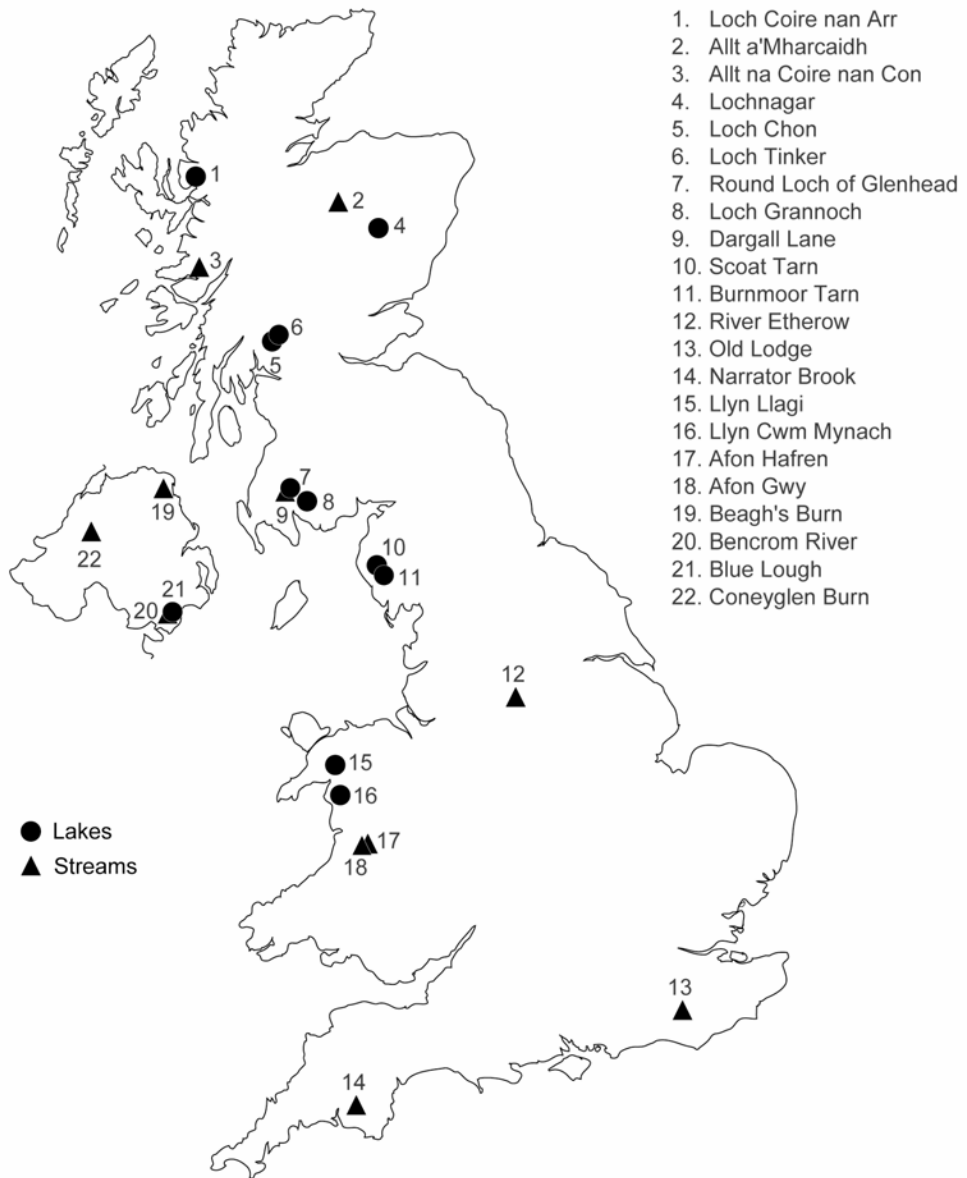 1. Loch Coire nan Arr
2. Allt a'Mharcaidh
3. Allt na Coire nan Con
4. Lochnagar
5. Loch Chon
6. Loch Tinker
7. Round Loch of Glenhead
8. Loch Grannoch
9. Dargall Lane
10. Scoat Tarn
11. Burnmoor Tarn
12. River Etherow
13. Old Lodge
14. Narrator Brook
15. Llyn Llagi
16. Llyn Cwm Mynach
17. Afon Hafren
18. Afon Gwy
19. Beagh's Burn
20. Bencrom River
21. Blue Lough
22. Coneyglen Burn
1
2
4
3
6
5
7
8
9
19
22
10
11
21
20
12
15
16
17
18
Lakes
Streams
13
14